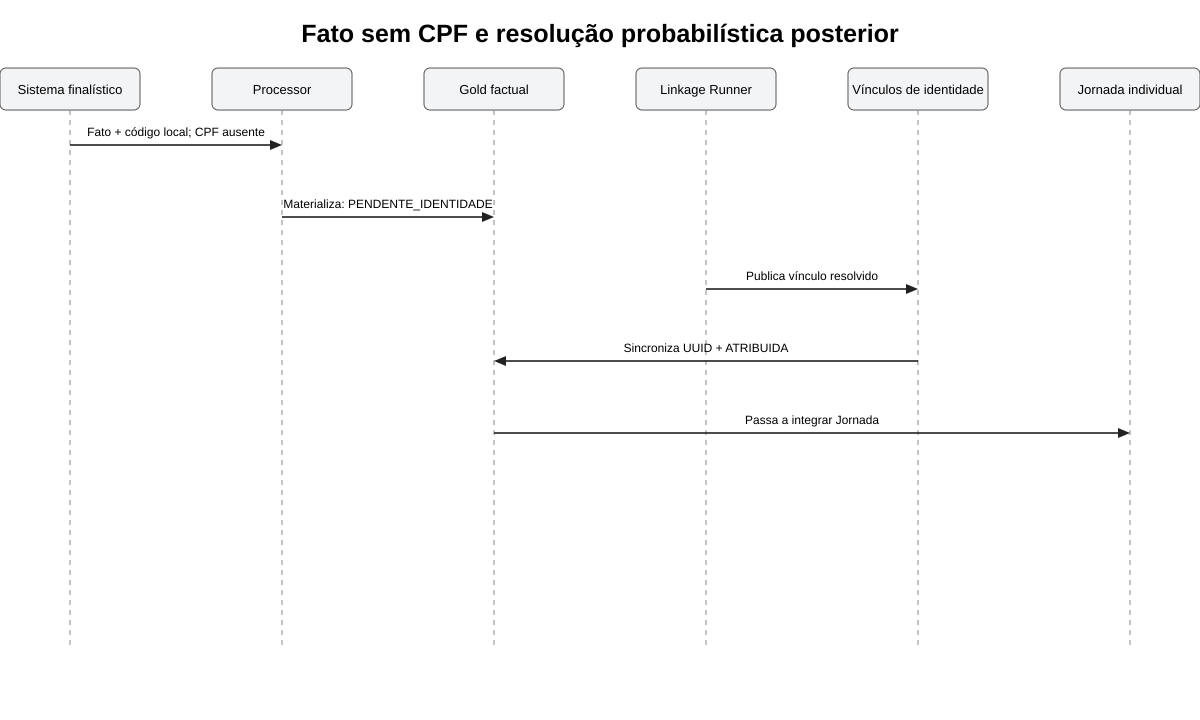 Fato sem CPF e resolução probabilística posterior
Sistema finalístico
Processor
Gold factual
Linkage Runner
Vínculos de identidade
Jornada individual
Fato + código local; CPF ausente
Materializa: PENDENTE_IDENTIDADE
Publica vínculo resolvido
Sincroniza UUID + ATRIBUIDA
Passa a integrar Jornada